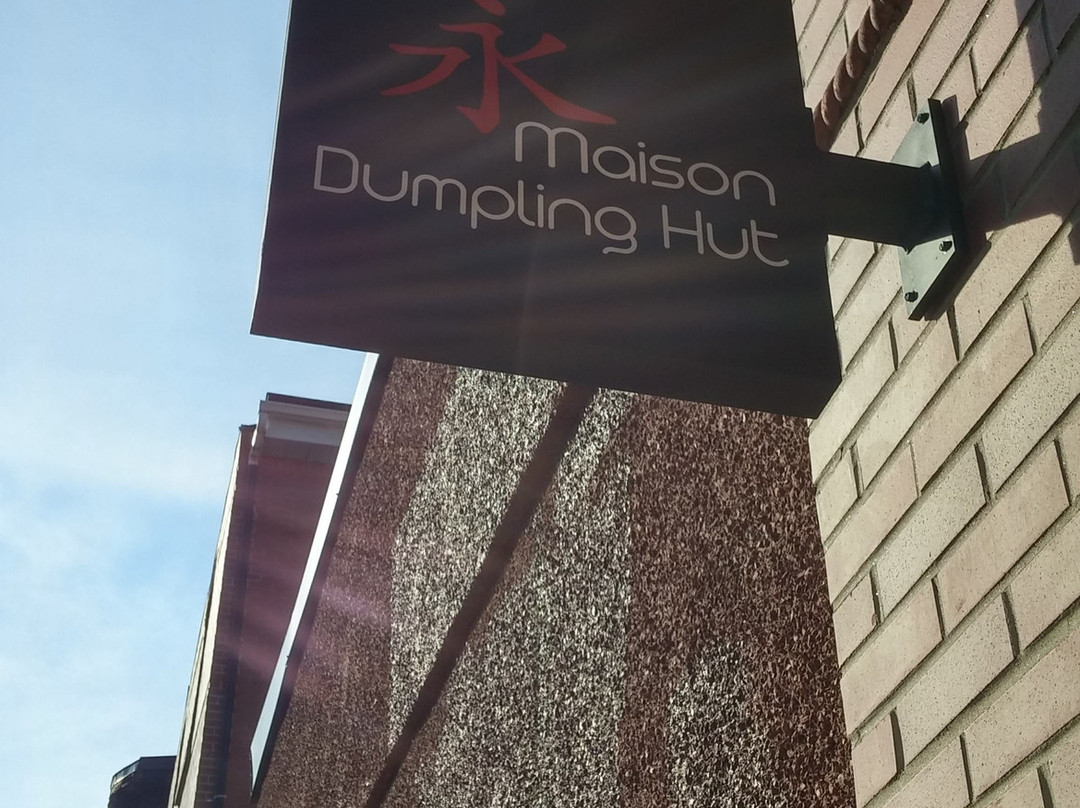 永
Maison
Dumpling Hut